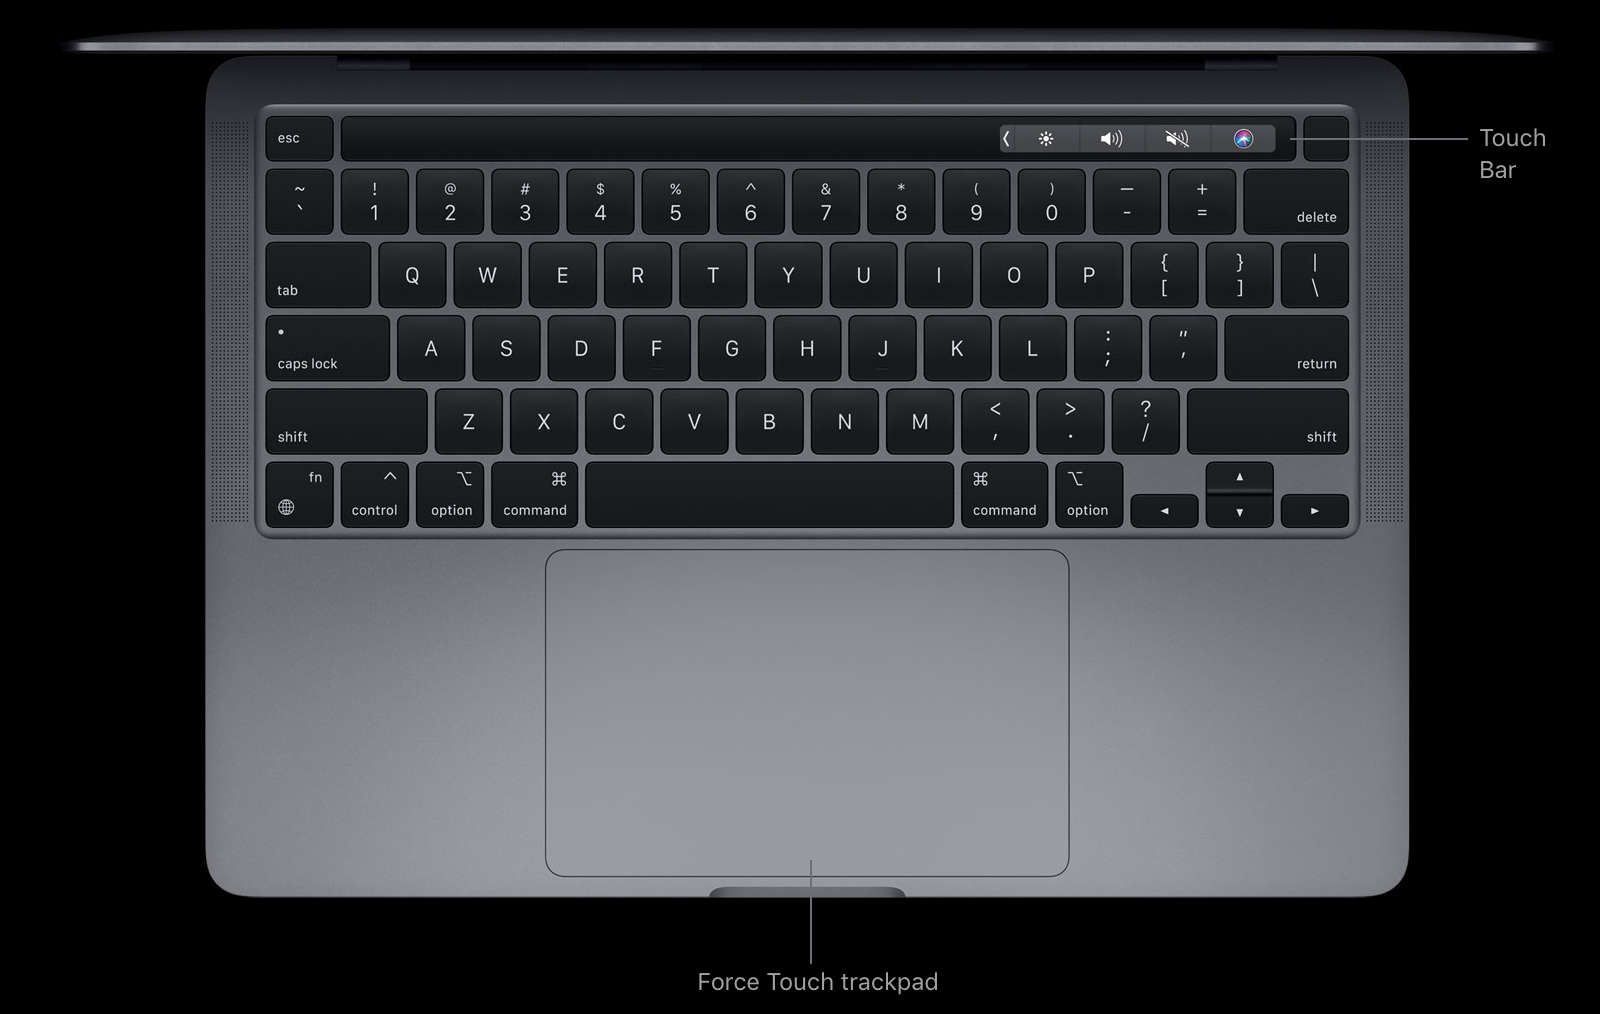 esc
Touch
Bar
~ ! @ # $ % ^ & * ( ) — +
` 1 2 3 4 5 6 7 8 9 0 - = delete
Q W E R T Y U I O P { } |
tab [ ] \
A S D F G H J K L : "
caps lock ; ' return
Z X C V B N M < > ?
shift , . / shift
fn ^ ⌥ ⌘ ⌘ ⌥ ▲
control option command command option ◀ ▼ ▶
Force Touch trackpad